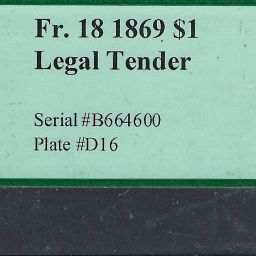 Fr. 18 1869 $1
Legal Tender
Serial #B664600
Plate #D16